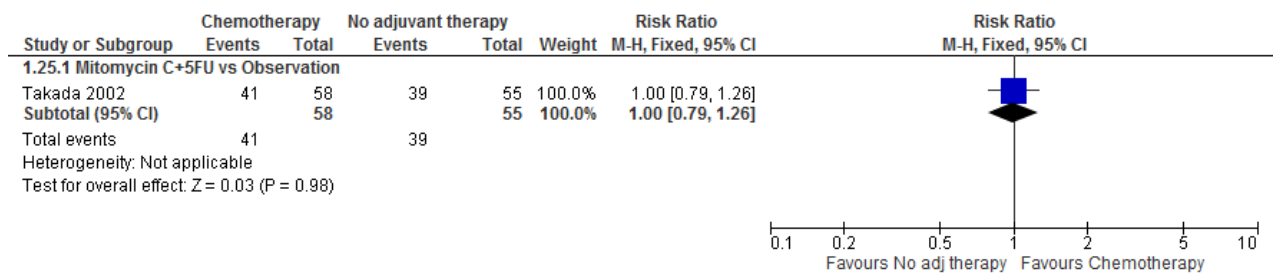 Chemotherapy No adjuvant therapy Risk Ratio Risk Ratio
Study or Subgroup Events Total Events Total Weight M-H, Fixed, 95% CI M-H, Fixed, 95% CI
1.25.1 Mitomycin C+5FU vs Observation
Takada 2002 41 58 39 55 100.0% 1.00 [0.79, 1.26]
Subtotal (95% CI) 58 55 100.0% 1.00 [0.79, 1.26]
Total events 41 39
Heterogeneity: Not applicable
Test for overall effect: Z = 0.03 (P = 0.98)
0.1 0.2 0.5 1 2 5 10
Favours No adj therapy Favours Chemotherapy